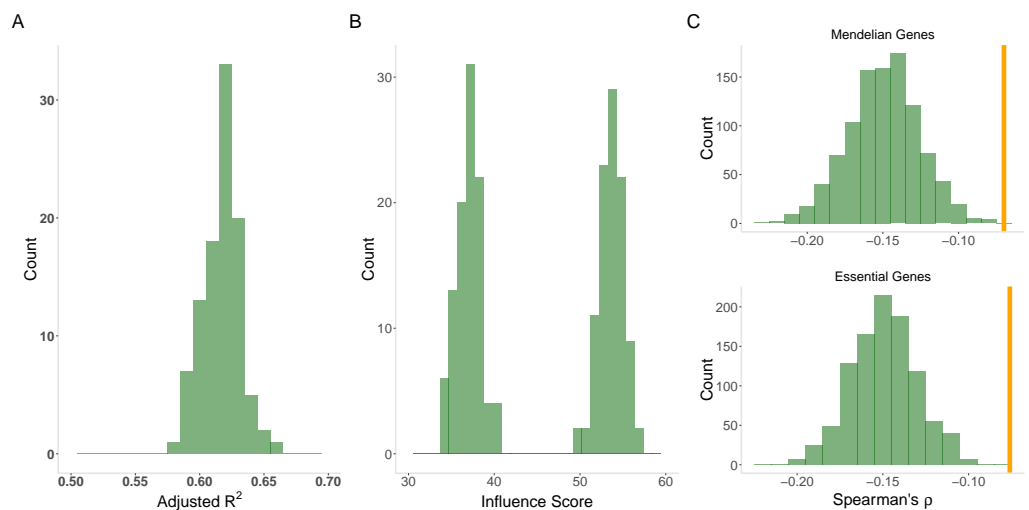 A
Count
30
20
10
0
0.50 0.55 0.60 0.65 0.70
Adjusted R²
B
30
20
10
0
Count
30 40 50 60
Influence Score
C
Mendelian Genes
Count
150
100
50
0
−0.20 −0.15 −0.10
Essential Genes
Count
200
150
100
50
0
−0.20 −0.15 −0.10
Spearman's ρ